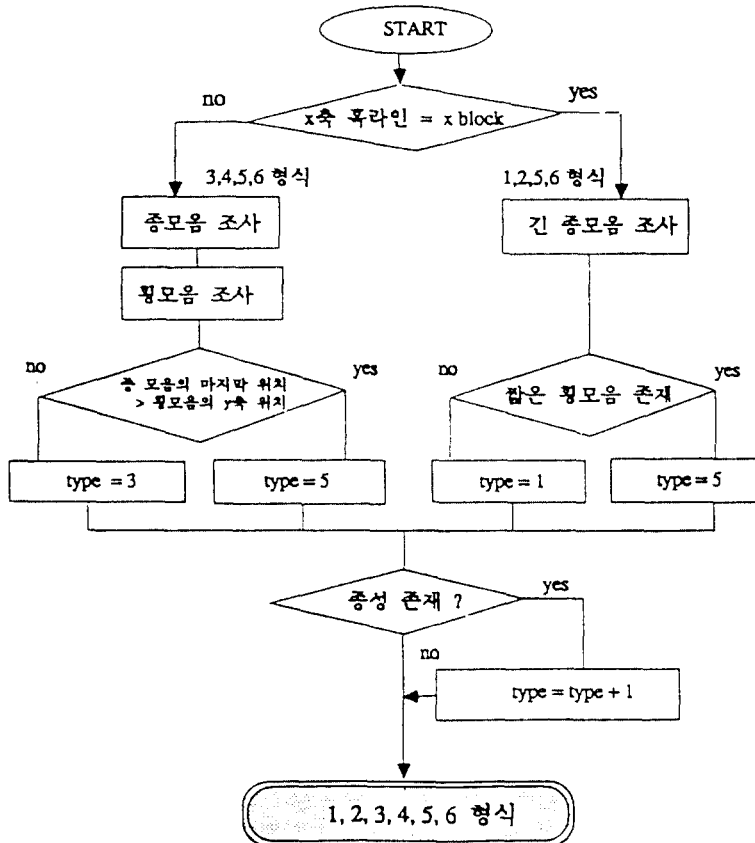 START
no
yes
x축 흑라인 = x block
3,4,5,6 형식
1,2,5,6 형식
종모음 조사
긴 종모음 조사
횡모음 조사
no
yes
종 모음의 마지막 위치
> 횡모음의 y축 위치
no
yes
짧은 횡모음 존재
type = 3
type = 5
type = 1
type = 5
종성 존재 ?
yes
no
type = type + 1
1, 2, 3, 4, 5, 6 형식